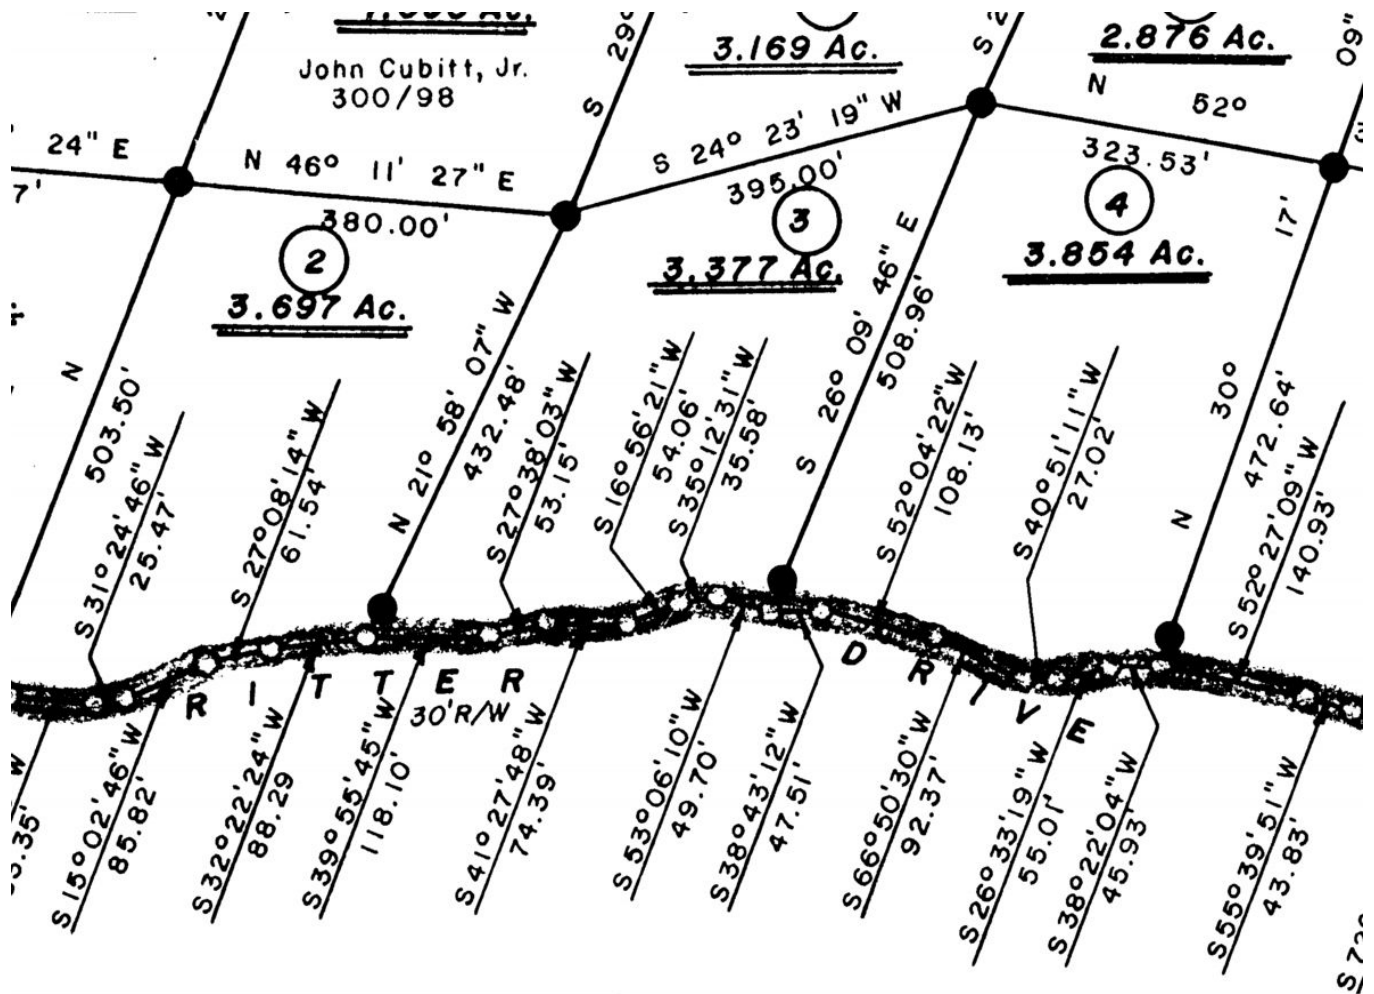 John Cubitt, Jr.
300/98
3.169 Ac.
2.876 Ac.
S 29°
09"
24" E
7'
N 46° 11' 27" E
380.00'
S 24° 23' 19" W
395.00'
N 52°
323.53'
2
3.697 Ac.
3
3.377 Ac.
4
3.854 Ac.
N
503.50'
N 21° 58' 07" W
432.48'
S 26° 09' 46" E
508.96'
N 30° 17'
472.64'
S 31° 24' 46" W
25.47'
S 27° 08' 14" W
61.54'
S 27° 38' 03" W
53.15'
S 16° 56' 21" W
54.06'
S 35° 12' 31" W
35.58'
S 52° 04' 22" W
108.13'
S 40° 51' 11" W
27.02'
S 52° 27' 09" W
140.93'
RITTER DRIVE
30' R/W
W
.35'
S 15° 02' 46" W
85.82'
S 32° 22' 24" W
88.29
S 39° 55' 45" W
118.10'
S 41° 27' 48" W
74.39'
S 53° 06' 10" W
49.70'
S 38° 43' 12" W
47.51'
S 66° 50' 30" W
92.37'
S 26° 33' 19" W
55.01'
S 38° 22' 04" W
45.93'
S 55° 39' 51" W
43.83'